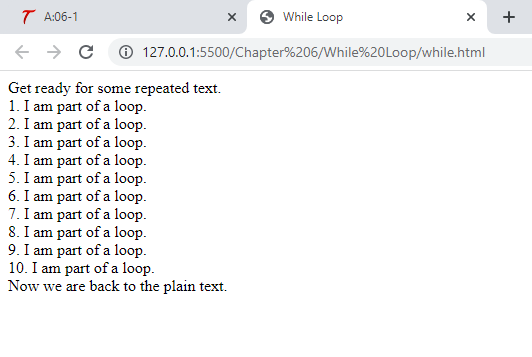 A:06-1
While Loop
127.0.0.1:5500/Chapter%206/While%20Loop/while.html
Get ready for some repeated text.
1. I am part of a loop.
2. I am part of a loop.
3. I am part of a loop.
4. I am part of a loop.
5. I am part of a loop.
6. I am part of a loop.
7. I am part of a loop.
8. I am part of a loop.
9. I am part of a loop.
10. I am part of a loop.
Now we are back to the plain text.